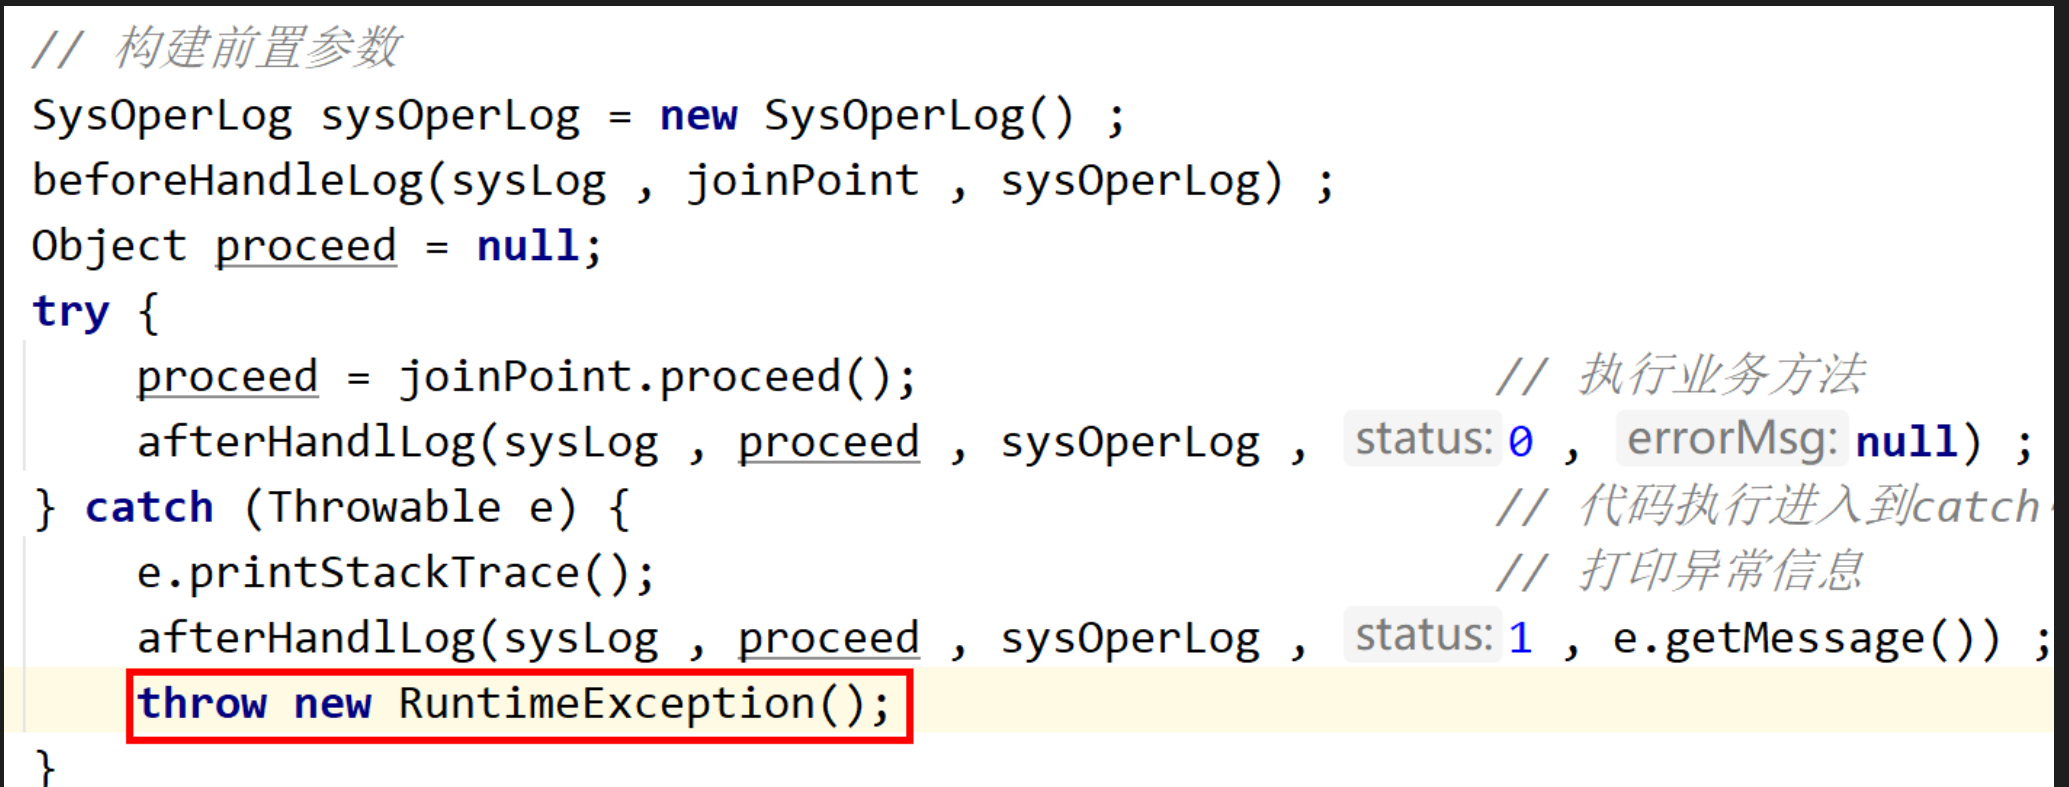 // 构建前置参数
SysOperLog sysOperLog = new SysOperLog() ;
beforeHandleLog(sysLog , joinPoint , sysOperLog) ;
Object proceed = null;
try {
proceed = joinPoint.proceed(); // 执行业务方法
afterHandlLog(sysLog , proceed , sysOperLog , status: 0 , errorMsg: null) ;
} catch (Throwable e) { // 代码执行进入到catch
e.printStackTrace(); // 打印异常信息
afterHandlLog(sysLog , proceed , sysOperLog , status: 1 , e.getMessage()) ;
throw new RuntimeException();
}